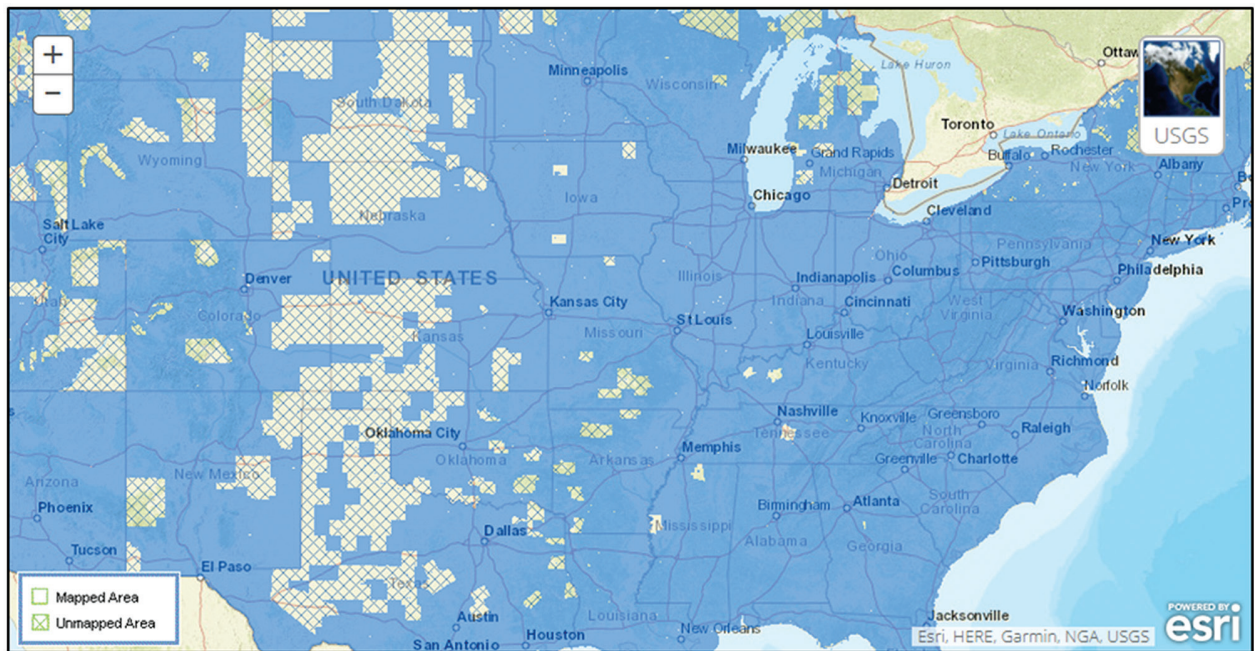 +
−
Ottaw
Lake Huron
Minneapolis
Wisconsin
South Dakota
USGS
Toronto
Lake Ontario
Wyoming
Milwaukee
Grand Rapids
Michigan
Buffalo
Rochester
New York
Albany
Detroit
Iowa
Chicago
Nebraska
Cleveland
Salt Lake
City
Pennsylvania
New York
Ohio
Pittsburgh
Denver
UNITED STATES
Illinois
Indianapolis
Columbus
Philadelphia
Indiana
Cincinnati
Kansas City
West
Virginia
Washington
Colorado
Missouri
St Louis
Kansas
Louisville
Kentucky
Virginia
Richmond
Norfolk
Nashville
Knoxville
Greensboro
Tennessee
North
Carolina
Raleigh
Oklahoma City
Oklahoma
Arkansas
Memphis
Greenville
Charlotte
New Mexico
Arizona
Phoenix
Birmingham
Atlanta
South
Carolina
Mississippi
Dallas
Alabama
Georgia
Tucson
El Paso
Texas
Mapped Area
Unmapped Area
Austin
San Antonio
Houston
Louisiana
New Orleans
Jacksonville
POWERED BY
esri
Esri, HERE, Garmin, NGA, USGS